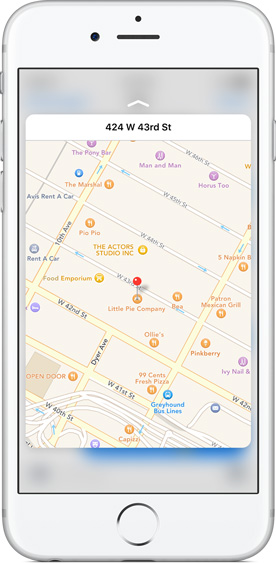 424 W 43rd St
The Pony Bar
W 46th St
Man and Man
The Marshal
W 45th St
Horus Too
Avis Rent A Car
10th Ave
Pio Pio
W 44th St
THE ACTORS
STUDIO INC
Rent A Car
S Napkin B
Food Emporium
W 43rd
Little Pie Company
Bea
Patron
Mexican Grill
W 42nd St
Ollie's
Dyer Ave
Pinkberry
Ivy Nail &
OPEN DOOR
99 Cents
Fresh Pizza
W 41st St
Greyhound
Bus Lines
W 40th St
Capizzi